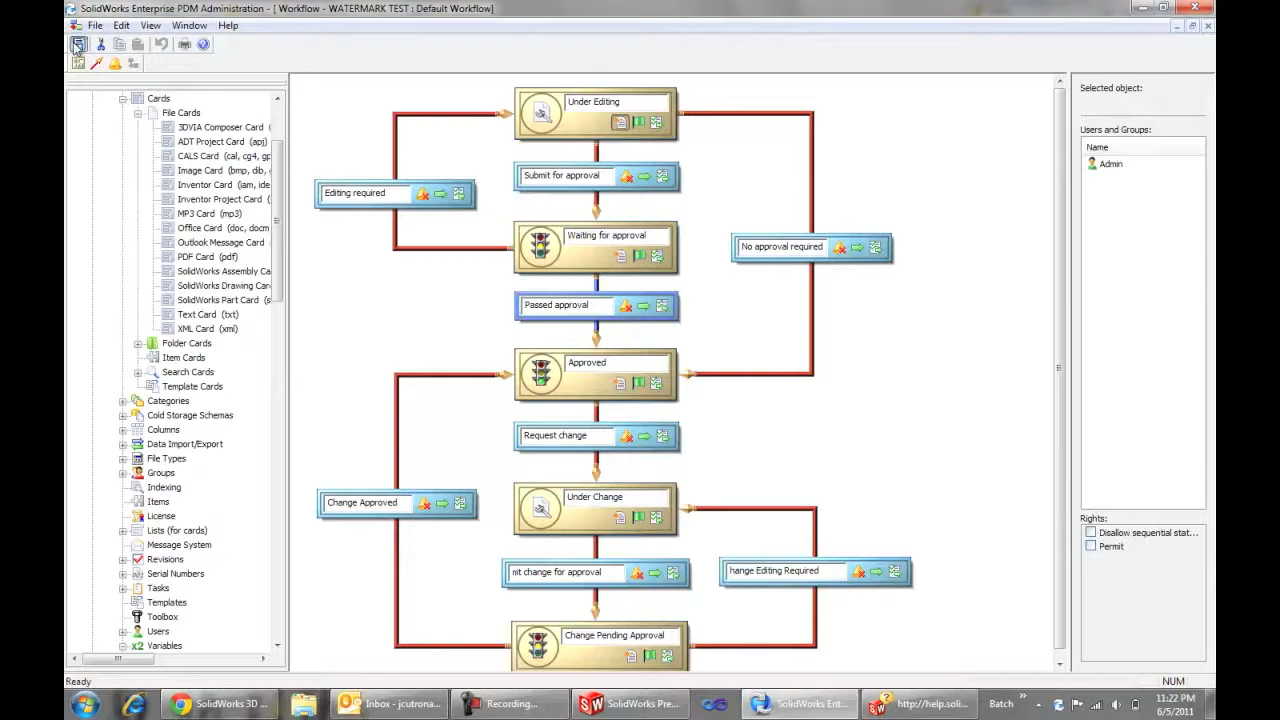 SolidWorks Enterprise PDM Administration - [ Workflow - WATERMARK TEST : Default Workflow]
File Edit View Window Help
Cards
File Cards
3DVIA Composer Card (
ADT Project Card (apj)
CALS Card (cal, cg4, gp
Image Card (bmp, dib,
Inventor Card (iam, ide
Inventor Project Card (
MP3 Card (mp3)
Office Card (doc, docm
Outlook Message Card
PDF Card (pdf)
SolidWorks Assembly Ca
SolidWorks Drawing Car
SolidWorks Part Card (s
Text Card (txt)
XML Card (xml)
Folder Cards
Item Cards
Search Cards
Template Cards
Categories
Cold Storage Schemas
Columns
Data Import/Export
File Types
Groups
Indexing
Items
License
Lists (for cards)
Message System
Revisions
Serial Numbers
Tasks
Templates
Toolbox
Users
x2 Variables
Under Editing
Submit for approval
Editing required
Waiting for approval
No approval required
Passed approval
Approved
Request change
Under Change
Change Approved
nit change for approval
hange Editing Required
Change Pending Approval
Selected object:
Users and Groups:
Name
Admin
Rights:
Disallow sequential stat...
Permit
Ready
NUM
SolidWorks 3D ...
Inbox - jcutrona...
Recording...
SolidWorks Pre...
SolidWorks Ent...
http://help.soli...
Batch
11:22 PM
6/5/2011